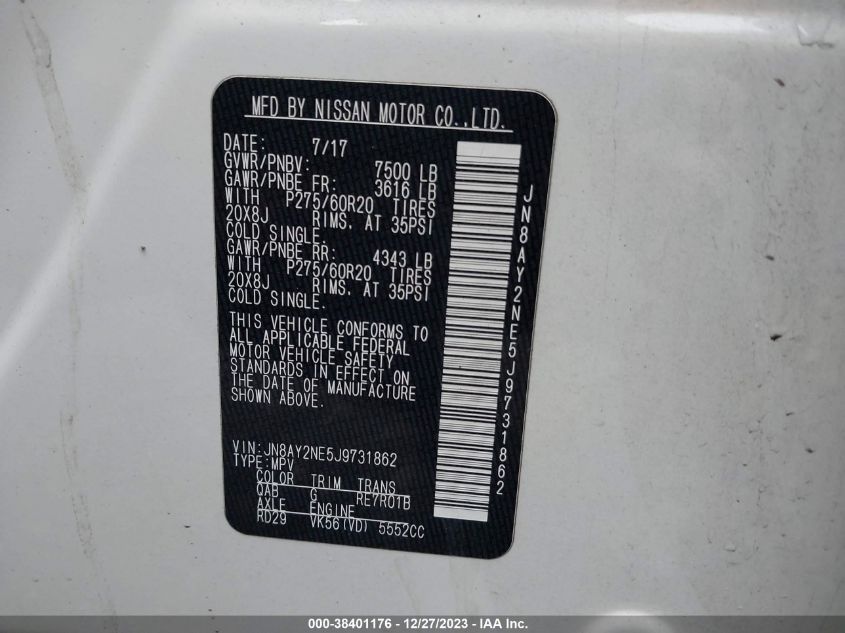 MFD BY NISSAN MOTOR CO.,LTD.
DATE: 7/17
GVWR/PNBV: 7500 LB
GAWR/PNBE FR: 3616 LB
WITH P275/60R20 TIRES
20X8J RIMS. AT 35PSI
COLD SINGLE.
GAWR/PNBE RR: 4343 LB
WITH P275/60R20 TIRES
20X8J RIMS. AT 35PSI
COLD SINGLE.
THIS VEHICLE CONFORMS TO
ALL APPLICABLE FEDERAL
MOTOR VEHICLE SAFETY
STANDARDS IN EFFECT ON
THE DATE OF MANUFACTURE
SHOWN ABOVE.
VIN:JN8AY2NE5J9731862
TYPE:MPV
COLOR TRIM TRANS
QAB G RE7R01B
AXLE ENGINE
RD29 VK56(VD) 5552CC
JN8AY2NE5J9731862
000-38401176 - 12/27/2023 - IAA Inc.